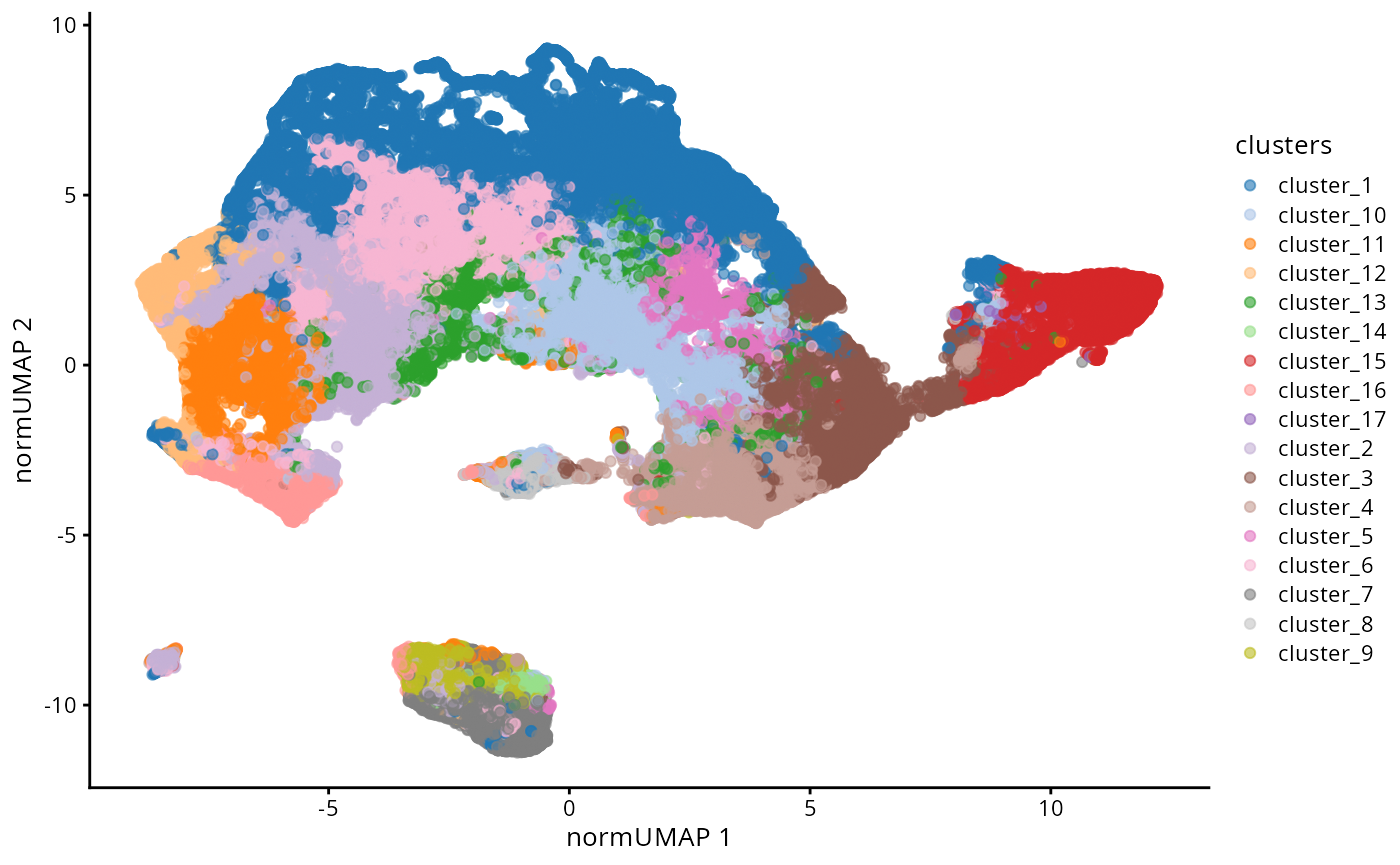 10
5
0
-5
-10
normUMAP 2
-5
0
5
10
normUMAP 1
clusters
cluster_1
cluster_10
cluster_11
cluster_12
cluster_13
cluster_14
cluster_15
cluster_16
cluster_17
cluster_2
cluster_3
cluster_4
cluster_5
cluster_6
cluster_7
cluster_8
cluster_9